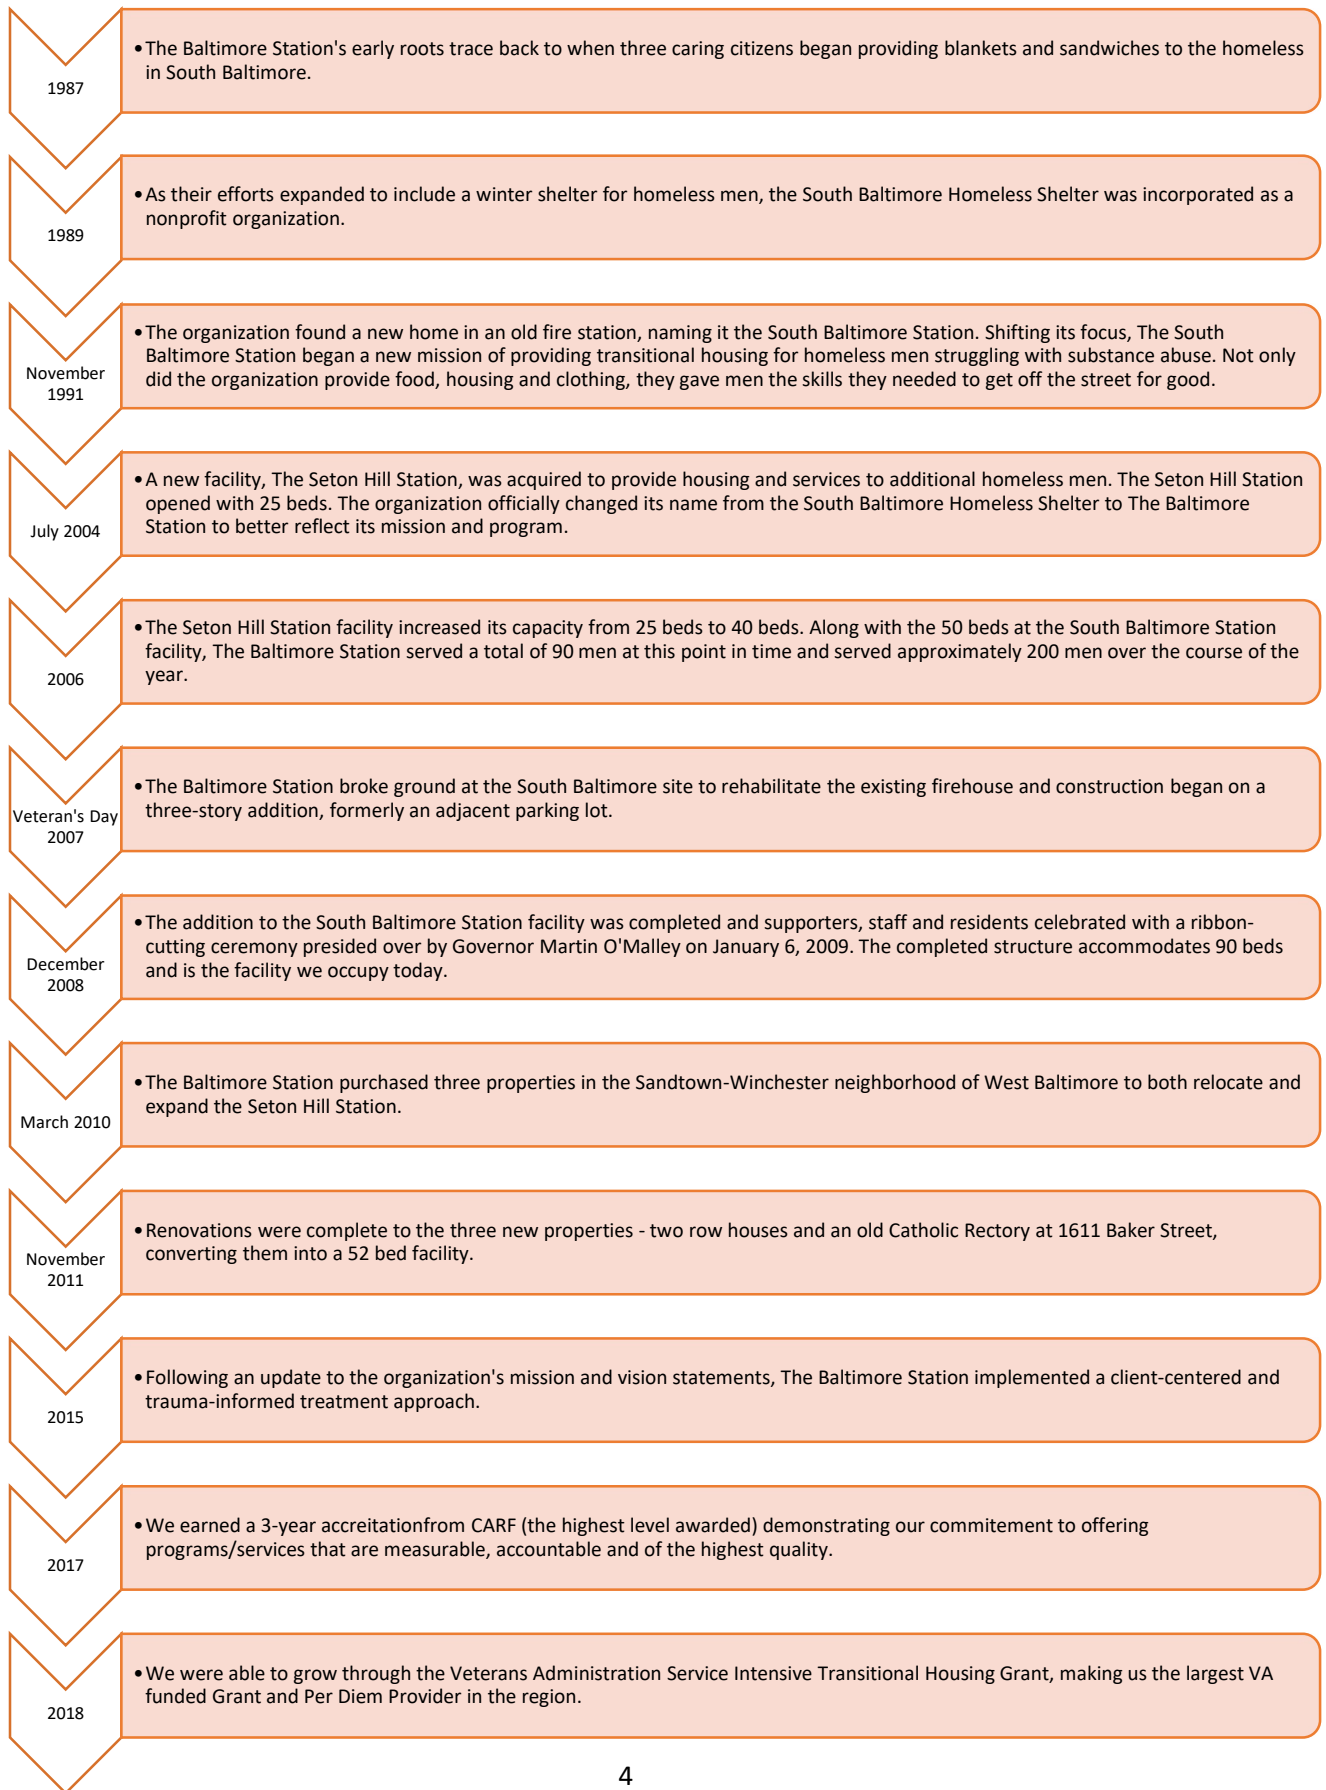 1987
•The Baltimore Station's early roots trace back to when three caring citizens began providing blankets and sandwiches to the homeless
in South Baltimore.
1989
•As their efforts expanded to include a winter shelter for homeless men, the South Baltimore Homeless Shelter was incorporated as a
nonprofit organization.
November
1991
•The organization found a new home in an old fire station, naming it the South Baltimore Station. Shifting its focus, The South
Baltimore Station began a new mission of providing transitional housing for homeless men struggling with substance abuse. Not only
did the organization provide food, housing and clothing, they gave men the skills they needed to get off the street for good.
July 2004
•A new facility, The Seton Hill Station, was acquired to provide housing and services to additional homeless men. The Seton Hill Station
opened with 25 beds. The organization officially changed its name from the South Baltimore Homeless Shelter to The Baltimore
Station to better reflect its mission and program.
2006
•The Seton Hill Station facility increased its capacity from 25 beds to 40 beds. Along with the 50 beds at the South Baltimore Station
facility, The Baltimore Station served a total of 90 men at this point in time and served approximately 200 men over the course of the
year.
Veteran's Day
2007
•The Baltimore Station broke ground at the South Baltimore site to rehabilitate the existing firehouse and construction began on a
three-story addition, formerly an adjacent parking lot.
December
2008
•The addition to the South Baltimore Station facility was completed and supporters, staff and residents celebrated with a ribbon-
cutting ceremony presided over by Governor Martin O'Malley on January 6, 2009. The completed structure accommodates 90 beds
and is the facility we occupy today.
March 2010
•The Baltimore Station purchased three properties in the Sandtown-Winchester neighborhood of West Baltimore to both relocate and
expand the Seton Hill Station.
November
2011
•Renovations were complete to the three new properties - two row houses and an old Catholic Rectory at 1611 Baker Street,
converting them into a 52 bed facility.
2015
•Following an update to the organization's mission and vision statements, The Baltimore Station implemented a client-centered and
trauma-informed treatment approach.
2017
•We earned a 3-year accreitationfrom CARF (the highest level awarded) demonstrating our commitement to offering
programs/services that are measurable, accountable and of the highest quality.
2018
•We were able to grow through the Veterans Administration Service Intensive Transitional Housing Grant, making us the largest VA
funded Grant and Per Diem Provider in the region.
4